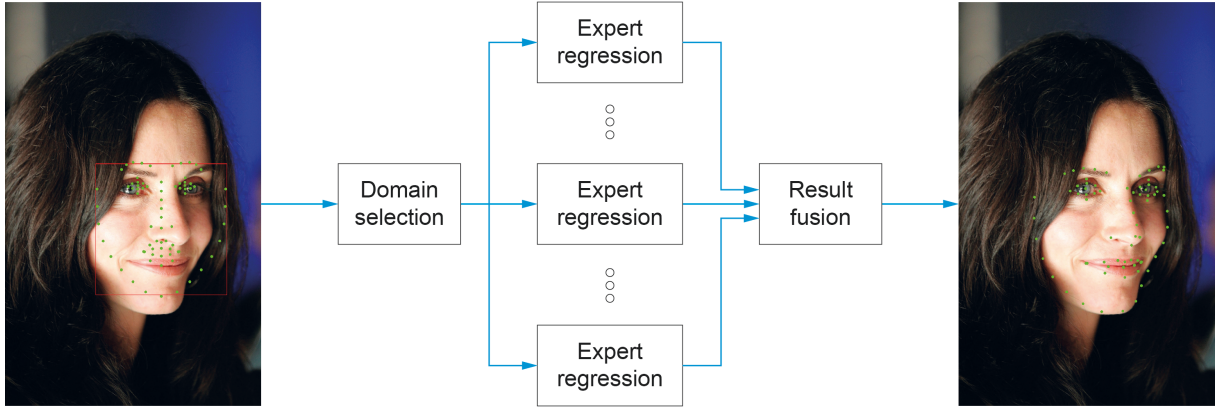 Expert
regression
Domain
selection
Expert
regression
Result
fusion
Expert
regression